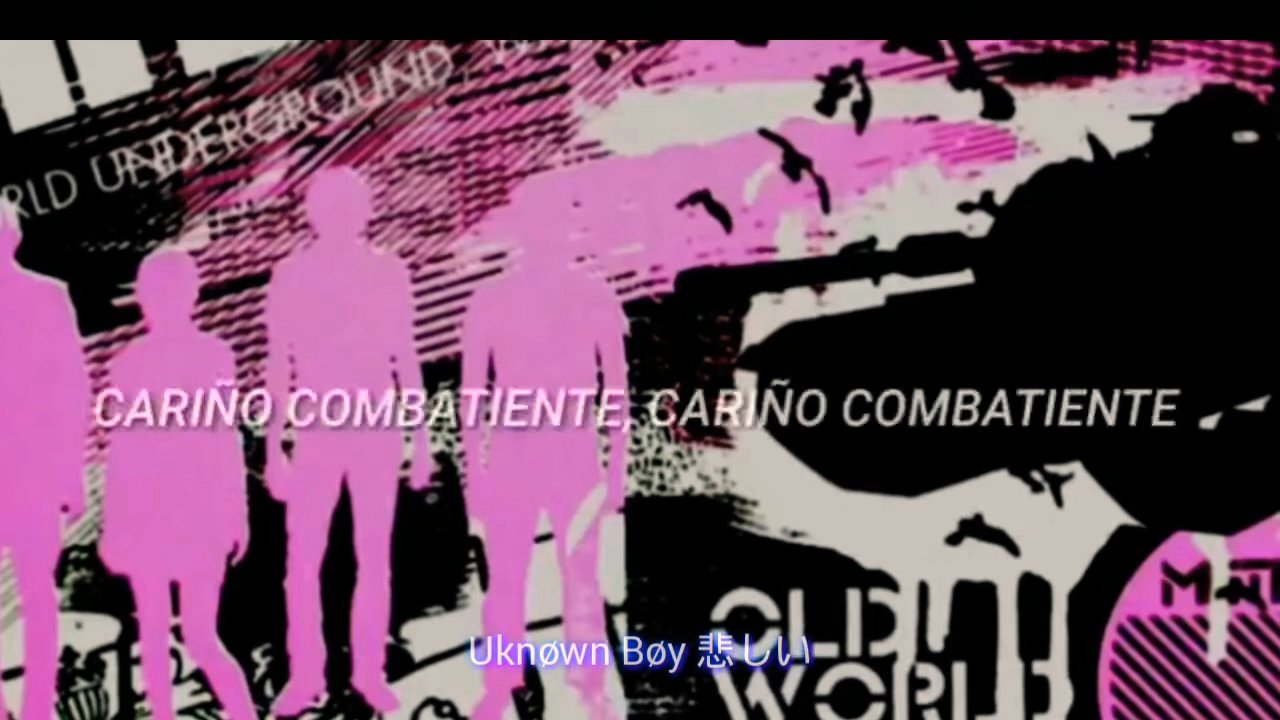 RLD UNDERGROUND, W
CARIÑO COMBATIENTE, CARIÑO COMBATIENTE
OLD
WORLD
Uknøwn Bøy 悲しい